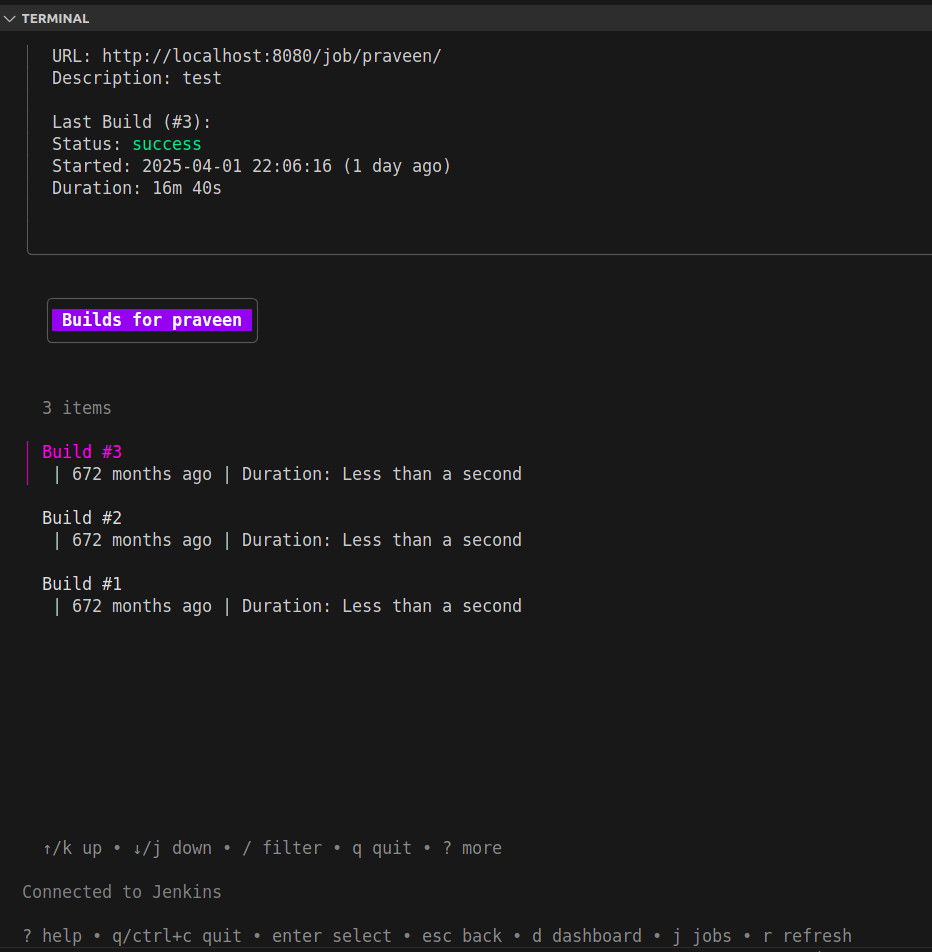 TERMINAL
URL: http://localhost:8080/job/praveen/
Description: test
Last Build (#3):
Status: success
Started: 2025-04-01 22:06:16 (1 day ago)
Duration: 16m 40s
Builds for praveen
3 items
Build #3
| 672 months ago | Duration: Less than a second
Build #2
| 672 months ago | Duration: Less than a second
Build #1
| 672 months ago | Duration: Less than a second
↑/k up • ↓/j down • / filter • q quit • ? more
Connected to Jenkins
? help • q/ctrl+c quit • enter select • esc back • d dashboard • j jobs • r refresh